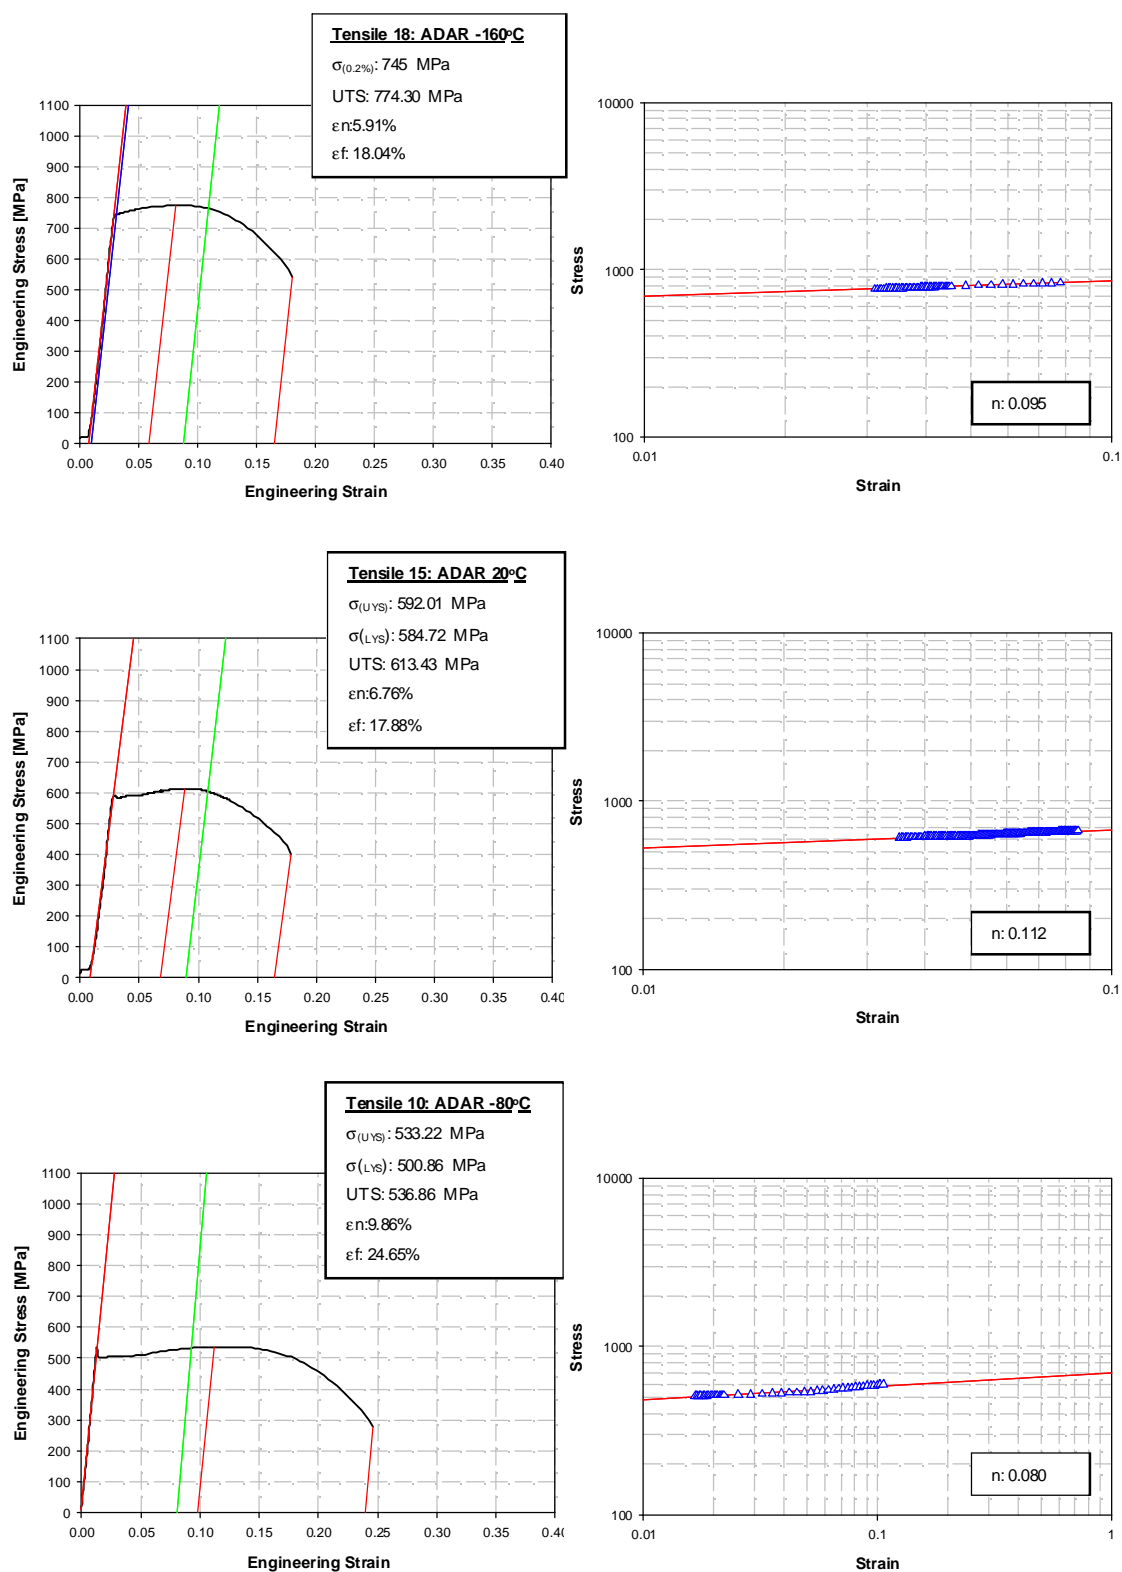 Tensile 18: ADAR -160°C
σ(0.2%): 745 MPa
UTS: 774.30 MPa
εn:5.91%
εf: 18.04%
1100
1000
900
800
700
600
500
400
300
200
100
0
0.00 0.05 0.10 0.15 0.20 0.25 0.30 0.35 0.40
Engineering Stress [MPa]
Engineering Strain
10000
1000
100
0.01 0.1
Stress
Strain
n: 0.095
Tensile 15: ADAR 20°C
σ(UYS): 592.01 MPa
σ(LYS): 584.72 MPa
UTS: 613.43 MPa
εn:6.76%
εf: 17.88%
1100
1000
900
800
700
600
500
400
300
200
100
0
0.00 0.05 0.10 0.15 0.20 0.25 0.30 0.35 0.40
Engineering Stress [MPa]
Engineering Strain
10000
1000
100
0.01 0.1
Stress
Strain
n: 0.112
Tensile 10: ADAR -80°C
σ(UYS): 533.22 MPa
σ(LYS): 500.86 MPa
UTS: 536.86 MPa
εn:9.86%
εf: 24.65%
1100
1000
900
800
700
600
500
400
300
200
100
0
0.00 0.05 0.10 0.15 0.20 0.25 0.30 0.35 0.40
Engineering Stress [MPa]
Engineering Strain
10000
1000
100
0.01 0.1 1
Stress
Strain
n: 0.080